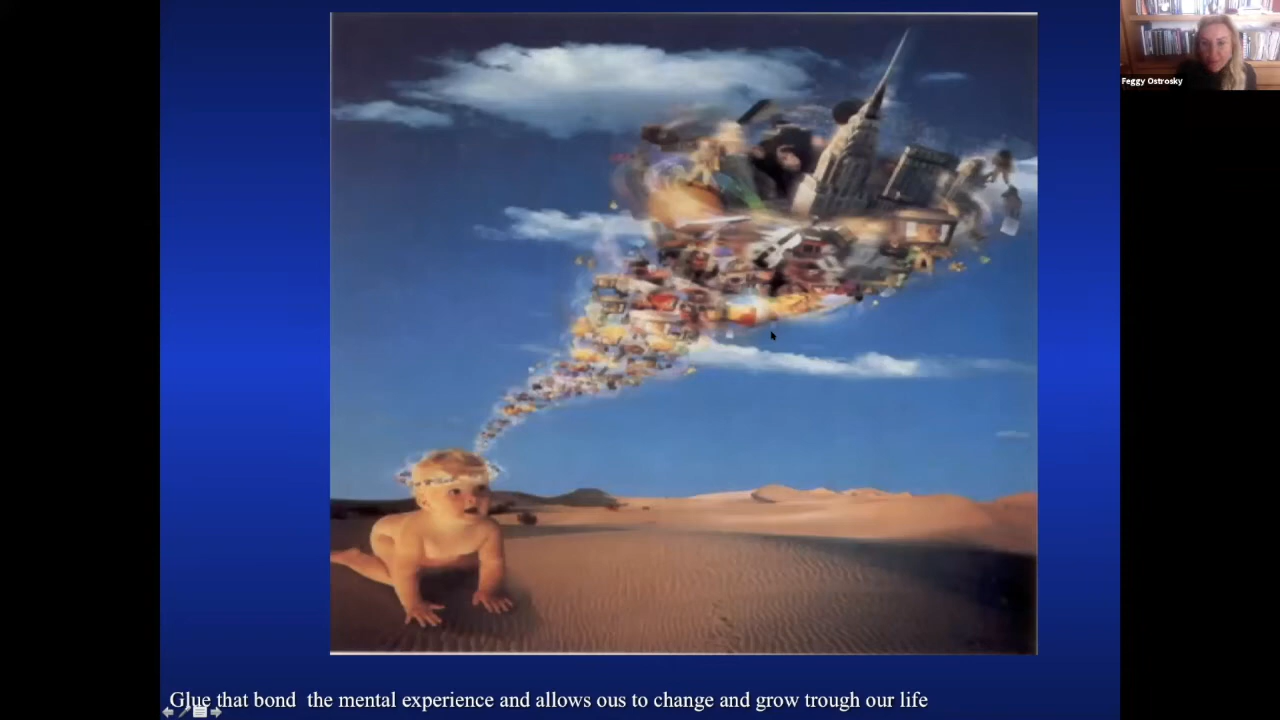 Feggy Ostrosky
Glue that bond the mental experience and allows ous to change and grow trough our life